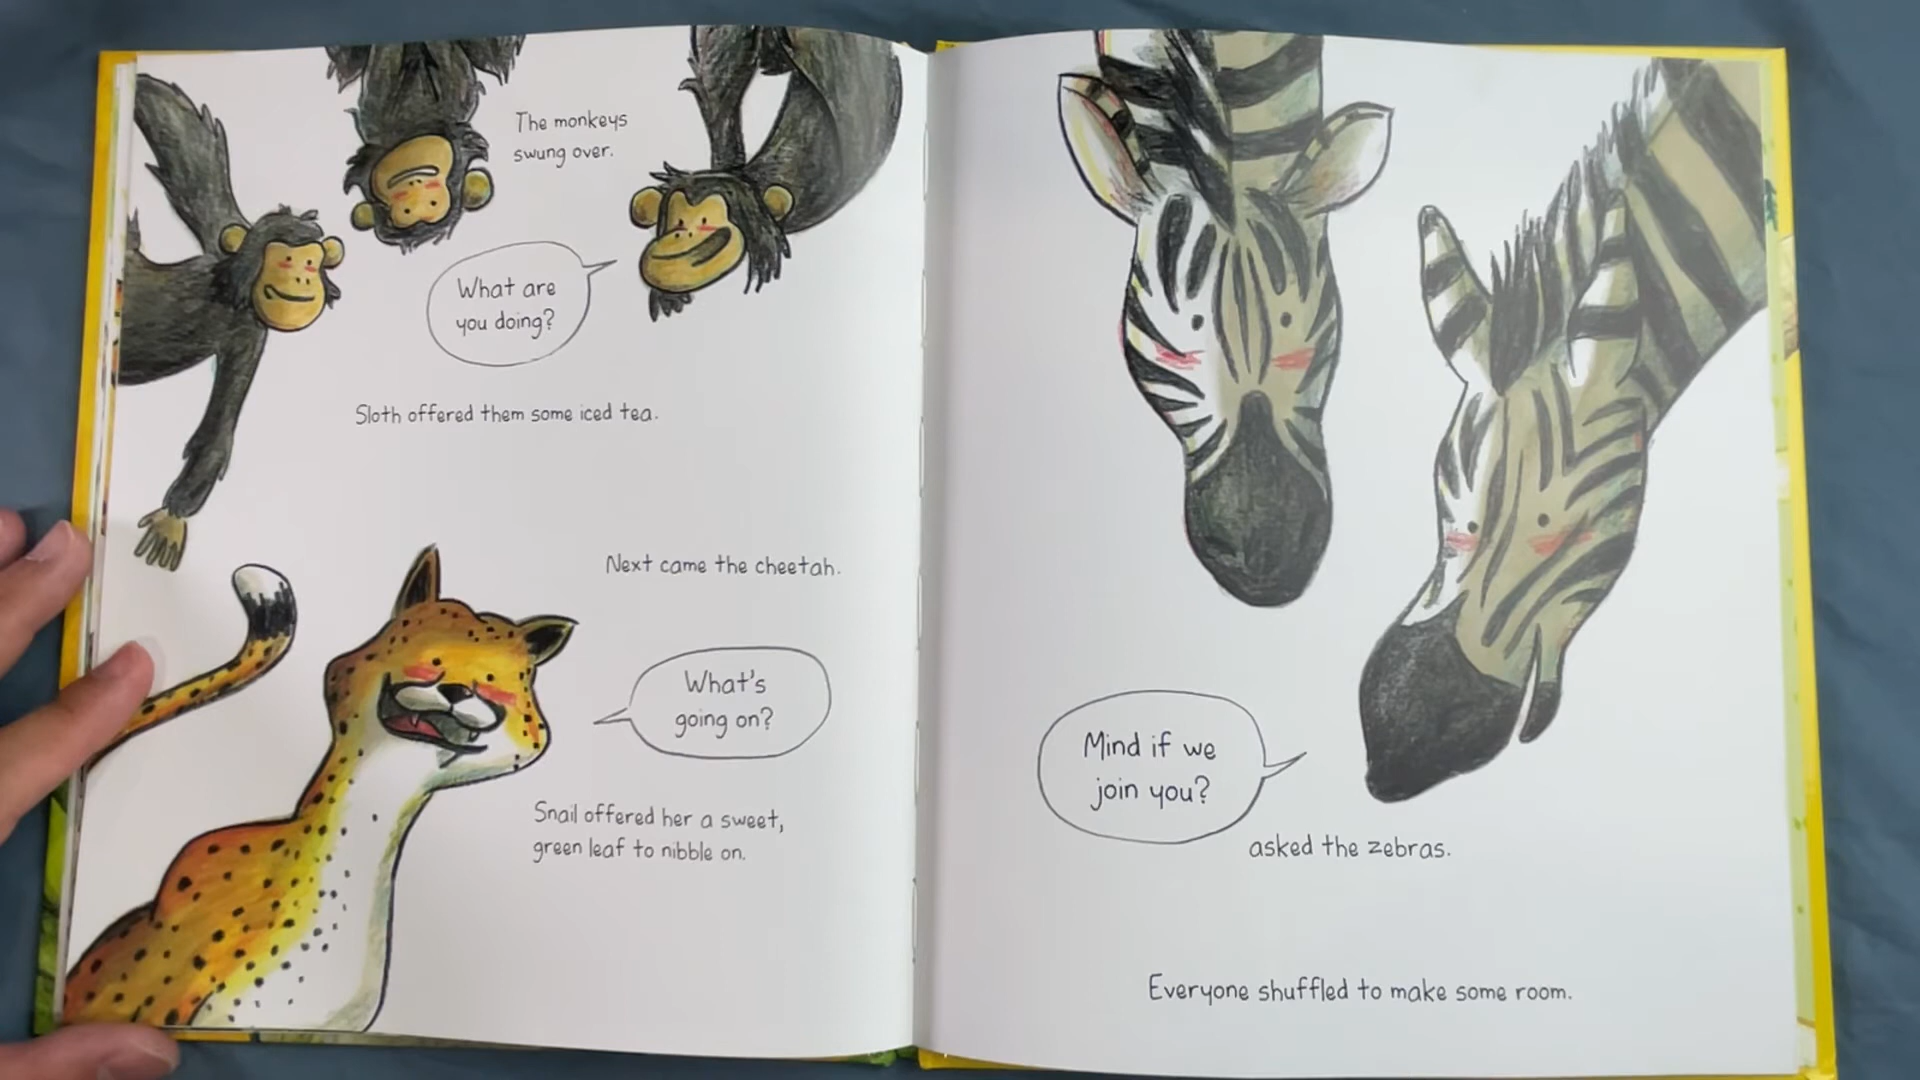 The monkeys
swung over.
What are
you doing?
Sloth offered them some iced tea.
Next came the cheetah.
What's
going on?
Snail offered her a sweet,
green leaf to nibble on.
Mind if we
join you?
asked the zebras.
Everyone shuffled to make some room.